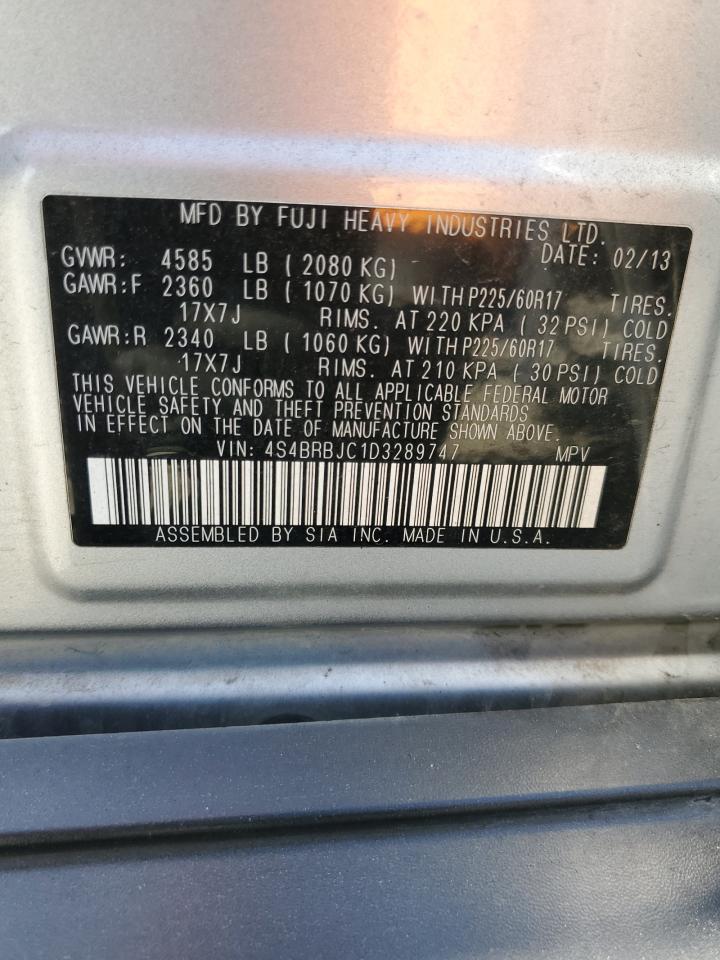 MFD BY FUJI HEAVY INDUSTRIES LTD.
GVWR: 4585 LB ( 2080 KG) DATE: 02/13
GAWR:F 2360 LB ( 1070 KG) WITH P225/60R17 TIRES.
17X7J RIMS. AT 220 KPA ( 32 PSI) COLD
GAWR:R 2340 LB ( 1060 KG) WITH P225/60R17 TIRES.
17X7J RIMS. AT 210 KPA ( 30 PSI) COLD
THIS VEHICLE CONFORMS TO ALL APPLICABLE FEDERAL MOTOR
VEHICLE SAFETY AND THEFT PREVENTION STANDARDS
IN EFFECT ON THE DATE OF MANUFACTURE SHOWN ABOVE.
VIN: 4S4BRBJC1D3289747 MPV
ASSEMBLED BY SIA INC. MADE IN U.S.A.